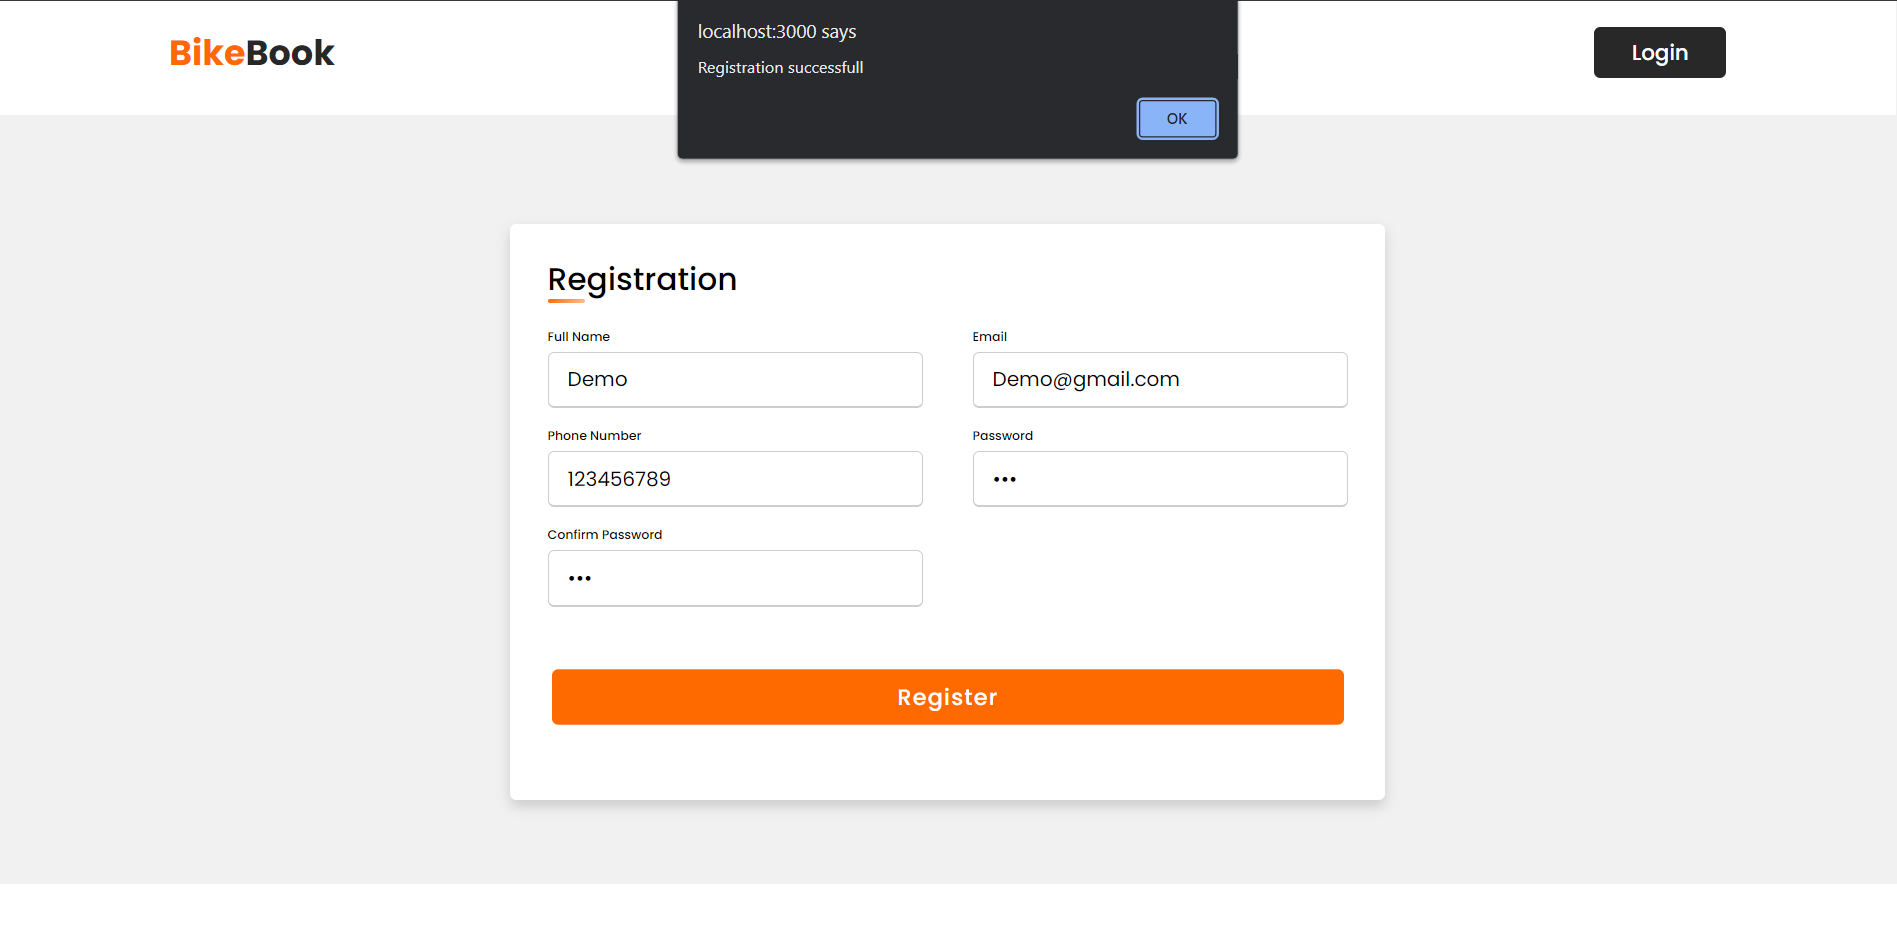 BikeBook
localhost:3000 says
Registration successfull
OK
Login
Registration
Full Name
Email
Demo
Demo@gmail.com
Phone Number
Password
123456789
•••
Confirm Password
•••
Register